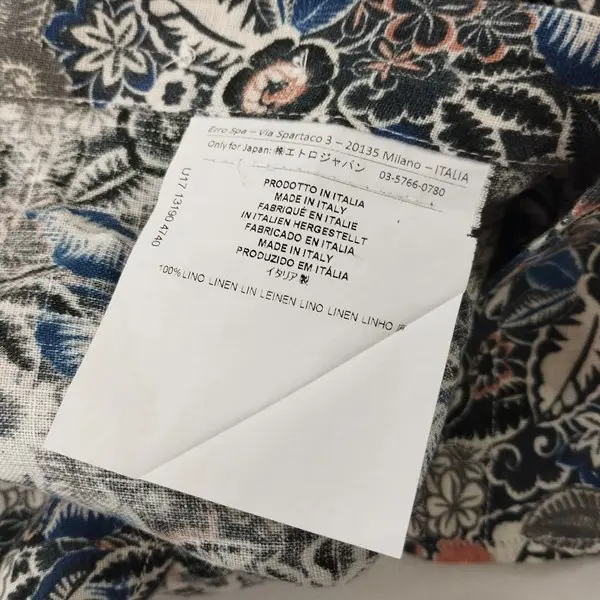 Etro Spa – Via Spartaco 3 – 20135 Milano – ITALIA
Only for Japan: ㈱エトロジャパン 03-5766-0780
U17 13190 4740
PRODOTTO IN ITALIA
MADE IN ITALY
FABRIQUÉ EN ITALIE
IN ITALIEN HERGESTELLT
FABRICADO EN ITALIA
MADE IN ITALY
PRODUZIDO EM ITÁLIA
イタリア製
100%LINO LINEN LIN LEINEN LINO LINEN LINHO